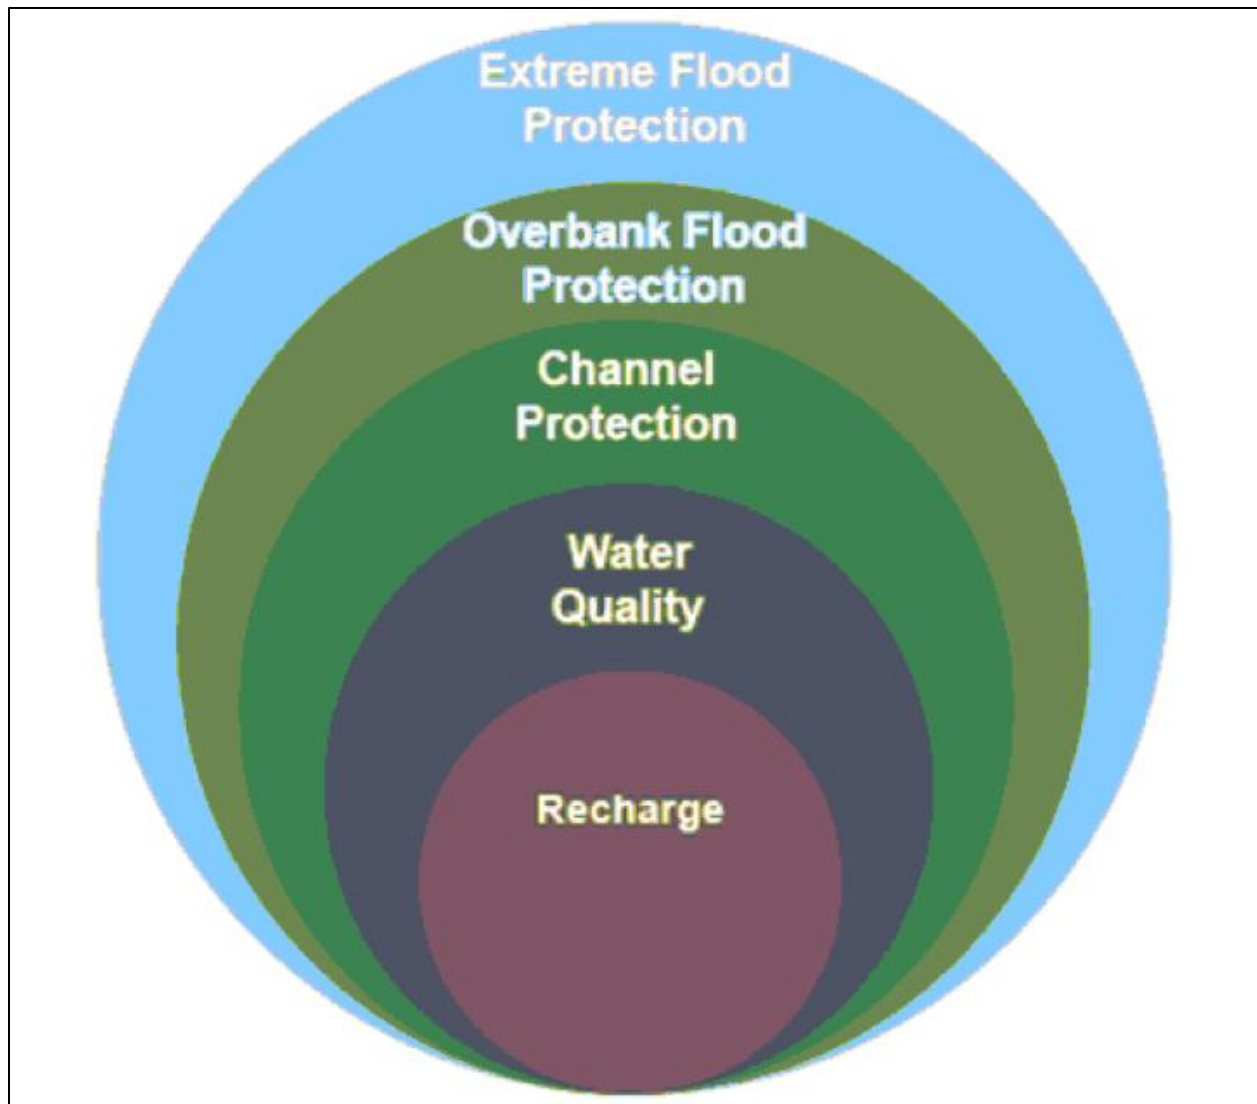 Extreme Flood
Protection
Overbank Flood
Protection
Channel
Protection
Water
Quality
Recharge